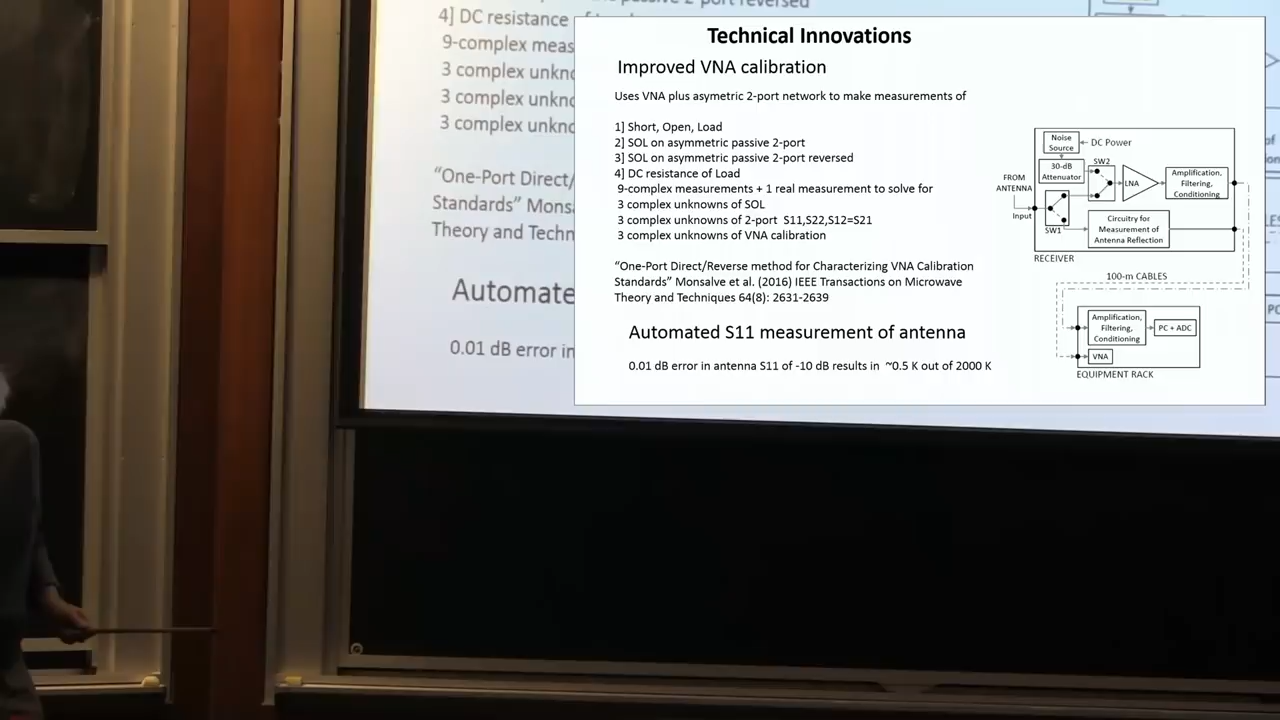 passive 2-port reversed
4] DC resistance of
9-complex meas
3 complex unkno
3 complex unkno
3 complex unkno
"One-Port Direct/
Standards" Monsa
Theory and Techn
Automate
0.01 dB error in
Technical Innovations
Improved VNA calibration
Uses VNA plus asymetric 2-port network to make measurements of
1] Short, Open, Load
2] SOL on asymmetric passive 2-port
3] SOL on asymmetric passive 2-port reversed
4] DC resistance of Load
9-complex measurements + 1 real measurement to solve for
3 complex unknowns of SOL
3 complex unknowns of 2-port S11,S22,S12=S21
3 complex unknowns of VNA calibration
"One-Port Direct/Reverse method for Characterizing VNA Calibration
Standards" Monsalve et al. (2016) IEEE Transactions on Microwave
Theory and Techniques 64(8): 2631-2639
Automated S11 measurement of antenna
0.01 dB error in antenna S11 of -10 dB results in ~0.5 K out of 2000 K
Noise
Source
DC Power
30-dB
Attenuator
SW2
LNA
Amplification,
Filtering,
Conditioning
FROM
ANTENNA
Input
SW1
Circuitry for
Measurement of
Antenna Reflection
RECEIVER
100-m CABLES
Amplification,
Filtering,
Conditioning
PC + ADC
VNA
EQUIPMENT RACK